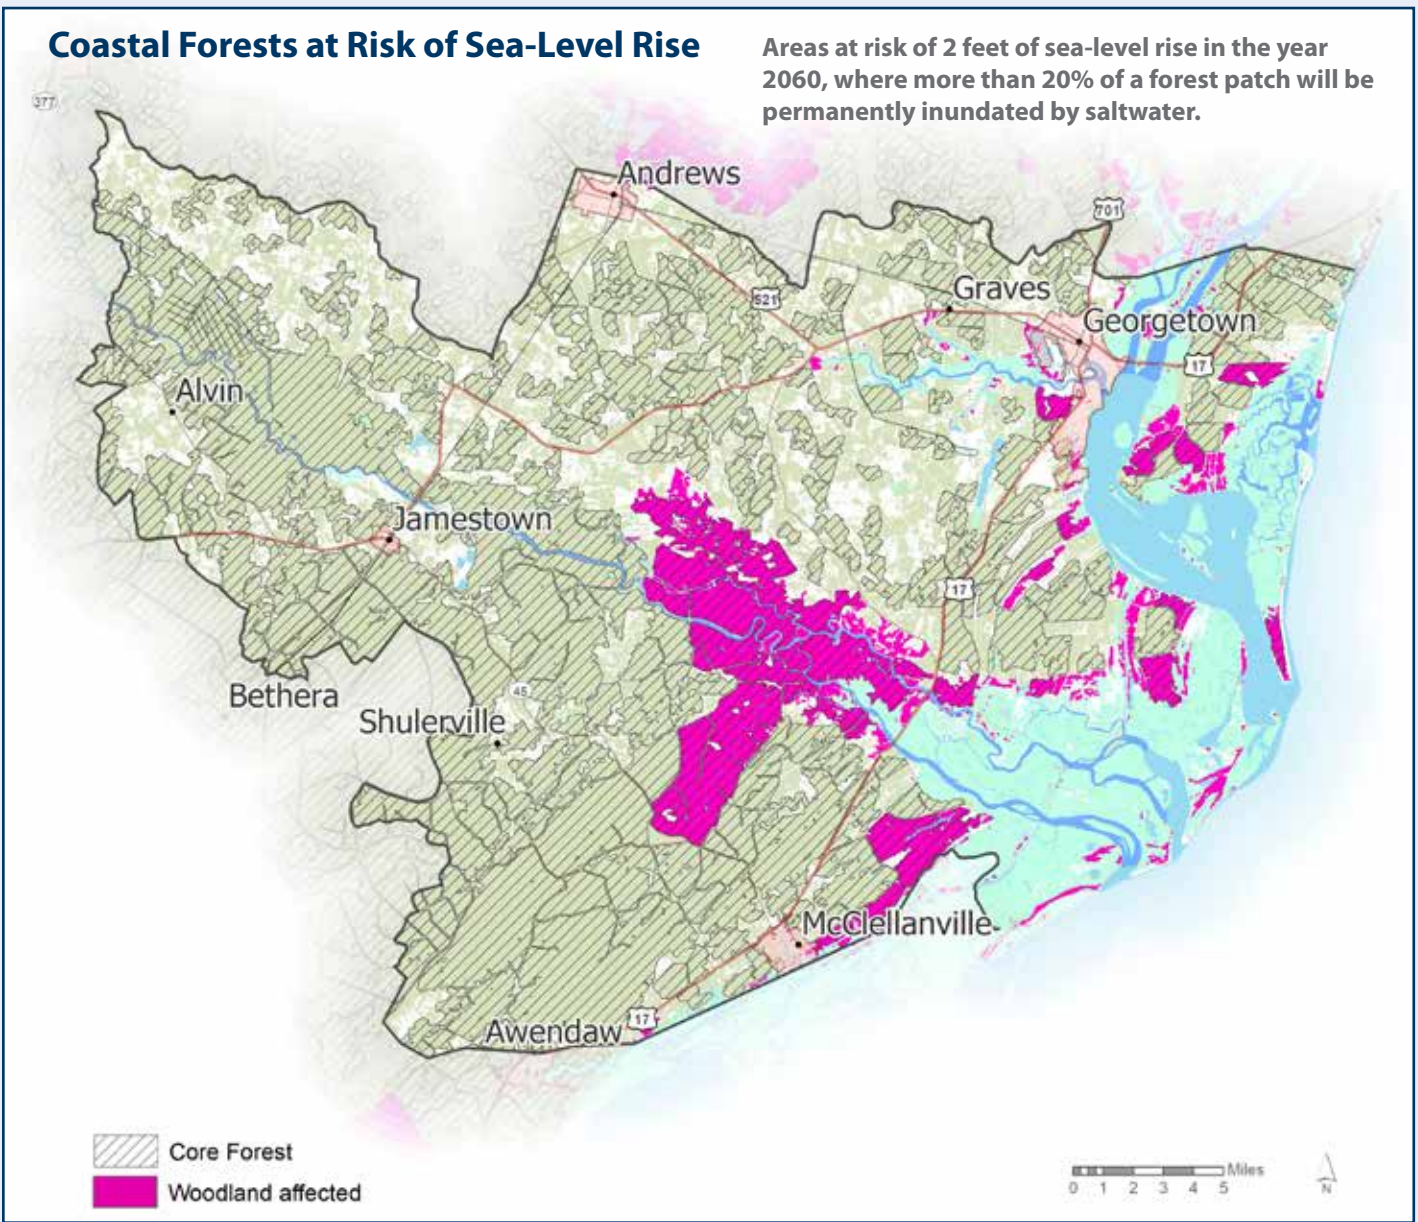 Coastal Forests at Risk of Sea-Level Rise
Areas at risk of 2 feet of sea-level rise in the year
2060, where more than 20% of a forest patch will be
permanently inundated by saltwater.
377
Andrews
701
521
Graves
Georgetown
17
Alvin
Jamestown
17
Bethera
45
Shulerville
McClellanville
Awendaw
17
Core Forest
Woodland affected
Miles
0 1 2 3 4 5
N